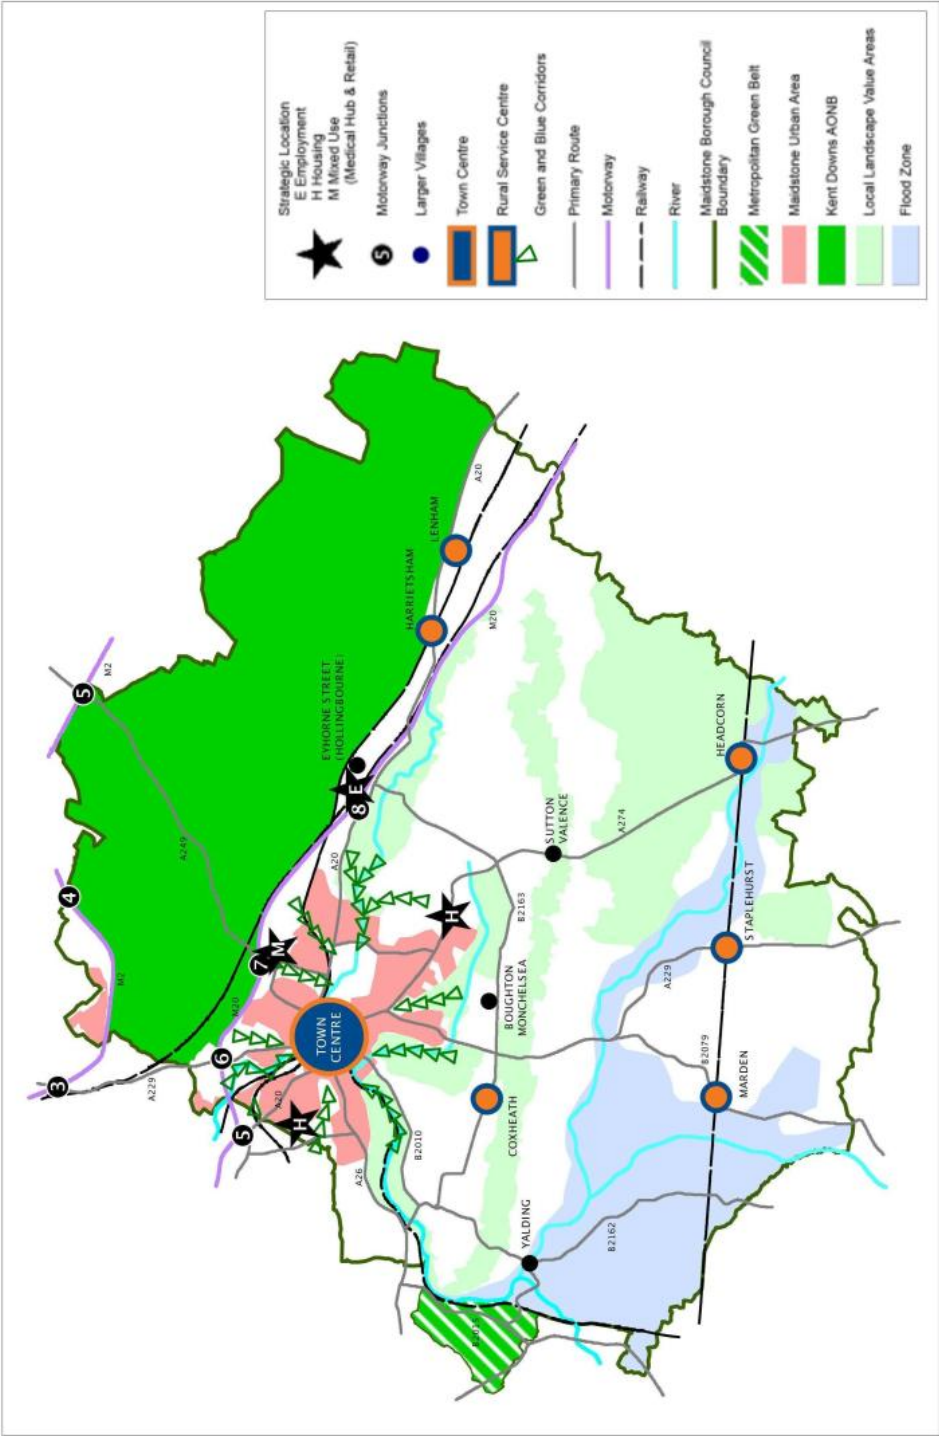 3
M2
4
M2
5
A229
A249
6
M20
7
M
5
A20
H
TOWN
CENTRE
A20
8
E
EYHORNE STREET
(HOLLINGBOURNE)
A26
B2010
H
HARRIETSHAM
LENHAM
A20
M20
COXHEATH
BOUGHTON
MONCHELSEA
B2163
SUTTON
VALENCE
YALDING
B2162
A274
A229
B2079
MARDEN
STAPLEHURST
HEADCORN
Strategic Location
E Employment
H Housing
M Mixed Use
(Medical Hub & Retail)
5
Motorway Junctions
Larger Villages
Town Centre
Rural Service Centre
Green and Blue Corridors
Primary Route
Motorway
Railway
River
Maidstone Borough Council
Boundary
Metropolitan Green Belt
Maidstone Urban Area
Kent Downs AONB
Local Landscape Value Areas
Flood Zone